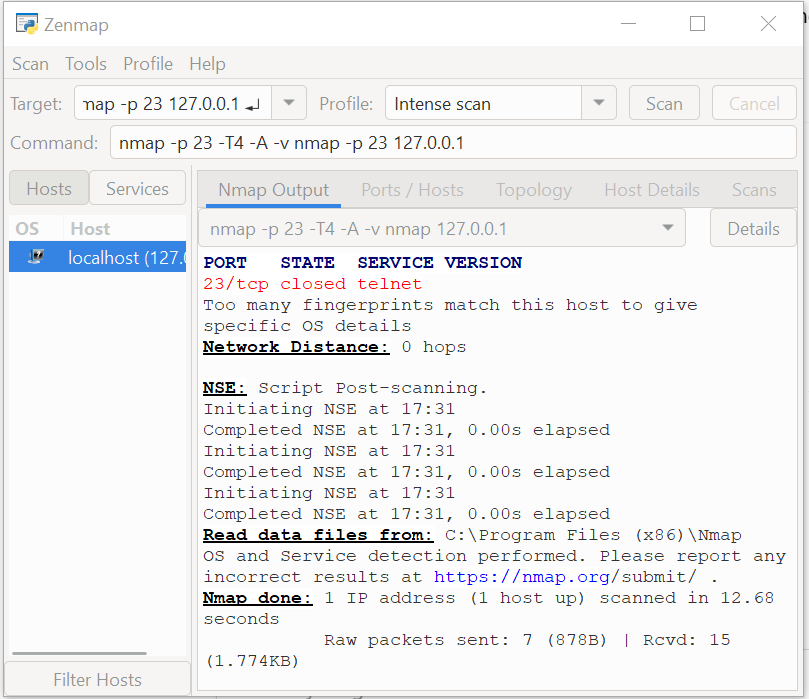 Zenmap
Scan Tools Profile Help
Target: map -p 23 127.0.0.1 Profile: Intense scan Scan Cancel
Command: nmap -p 23 -T4 -A -v nmap -p 23 127.0.0.1
Hosts Services
OS Host
localhost (127.0
Filter Hosts
Nmap Output Ports / Hosts Topology Host Details Scans
nmap -p 23 -T4 -A -v nmap 127.0.0.1 Details
PORT STATE SERVICE VERSION
23/tcp closed telnet
Too many fingerprints match this host to give
specific OS details
Network Distance: 0 hops
NSE: Script Post-scanning.
Initiating NSE at 17:31
Completed NSE at 17:31, 0.00s elapsed
Initiating NSE at 17:31
Completed NSE at 17:31, 0.00s elapsed
Initiating NSE at 17:31
Completed NSE at 17:31, 0.00s elapsed
Read data files from: C:\Program Files (x86)\Nmap
OS and Service detection performed. Please report any
incorrect results at https://nmap.org/submit/ .
Nmap done: 1 IP address (1 host up) scanned in 12.68
seconds
Raw packets sent: 7 (878B) | Rcvd: 15
(1.774KB)